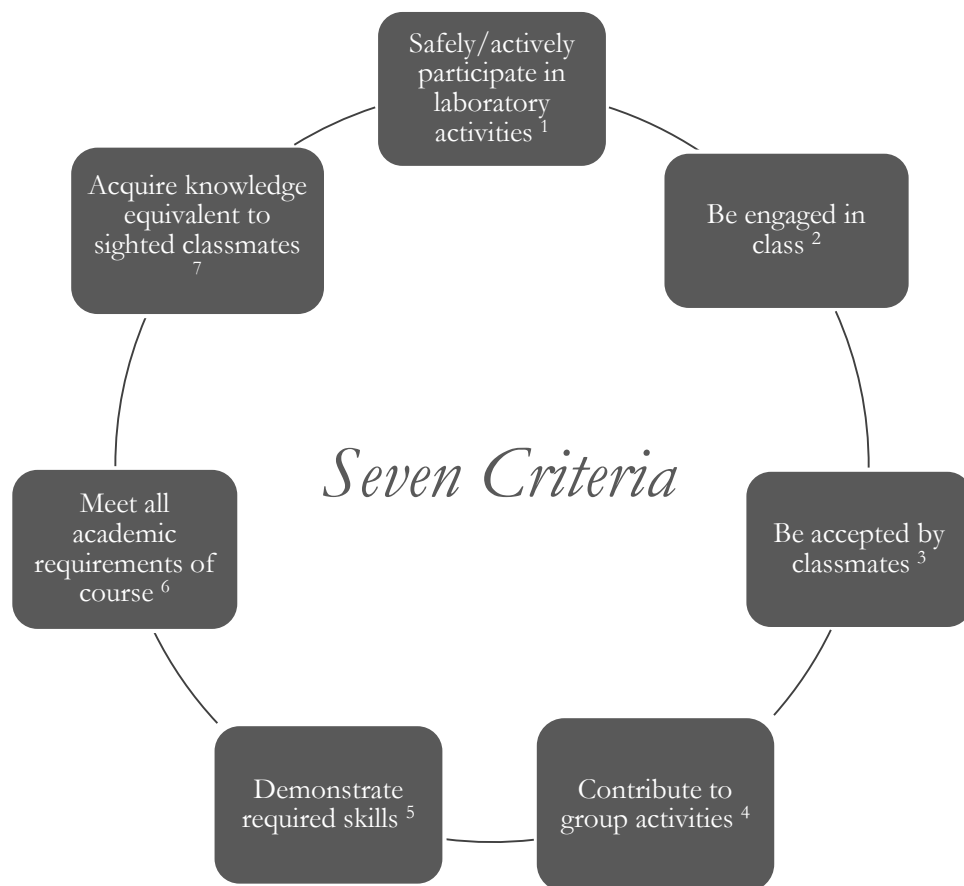 Safely/actively
participate in
laboratory
activities ¹
Be engaged in
class ²
Be accepted by
classmates ³
Contribute to
group activities ⁴
Demonstrate
required skills ⁵
Meet all
academic
requirements of
course ⁶
Acquire knowledge
equivalent to
sighted classmates
⁷
Seven Criteria